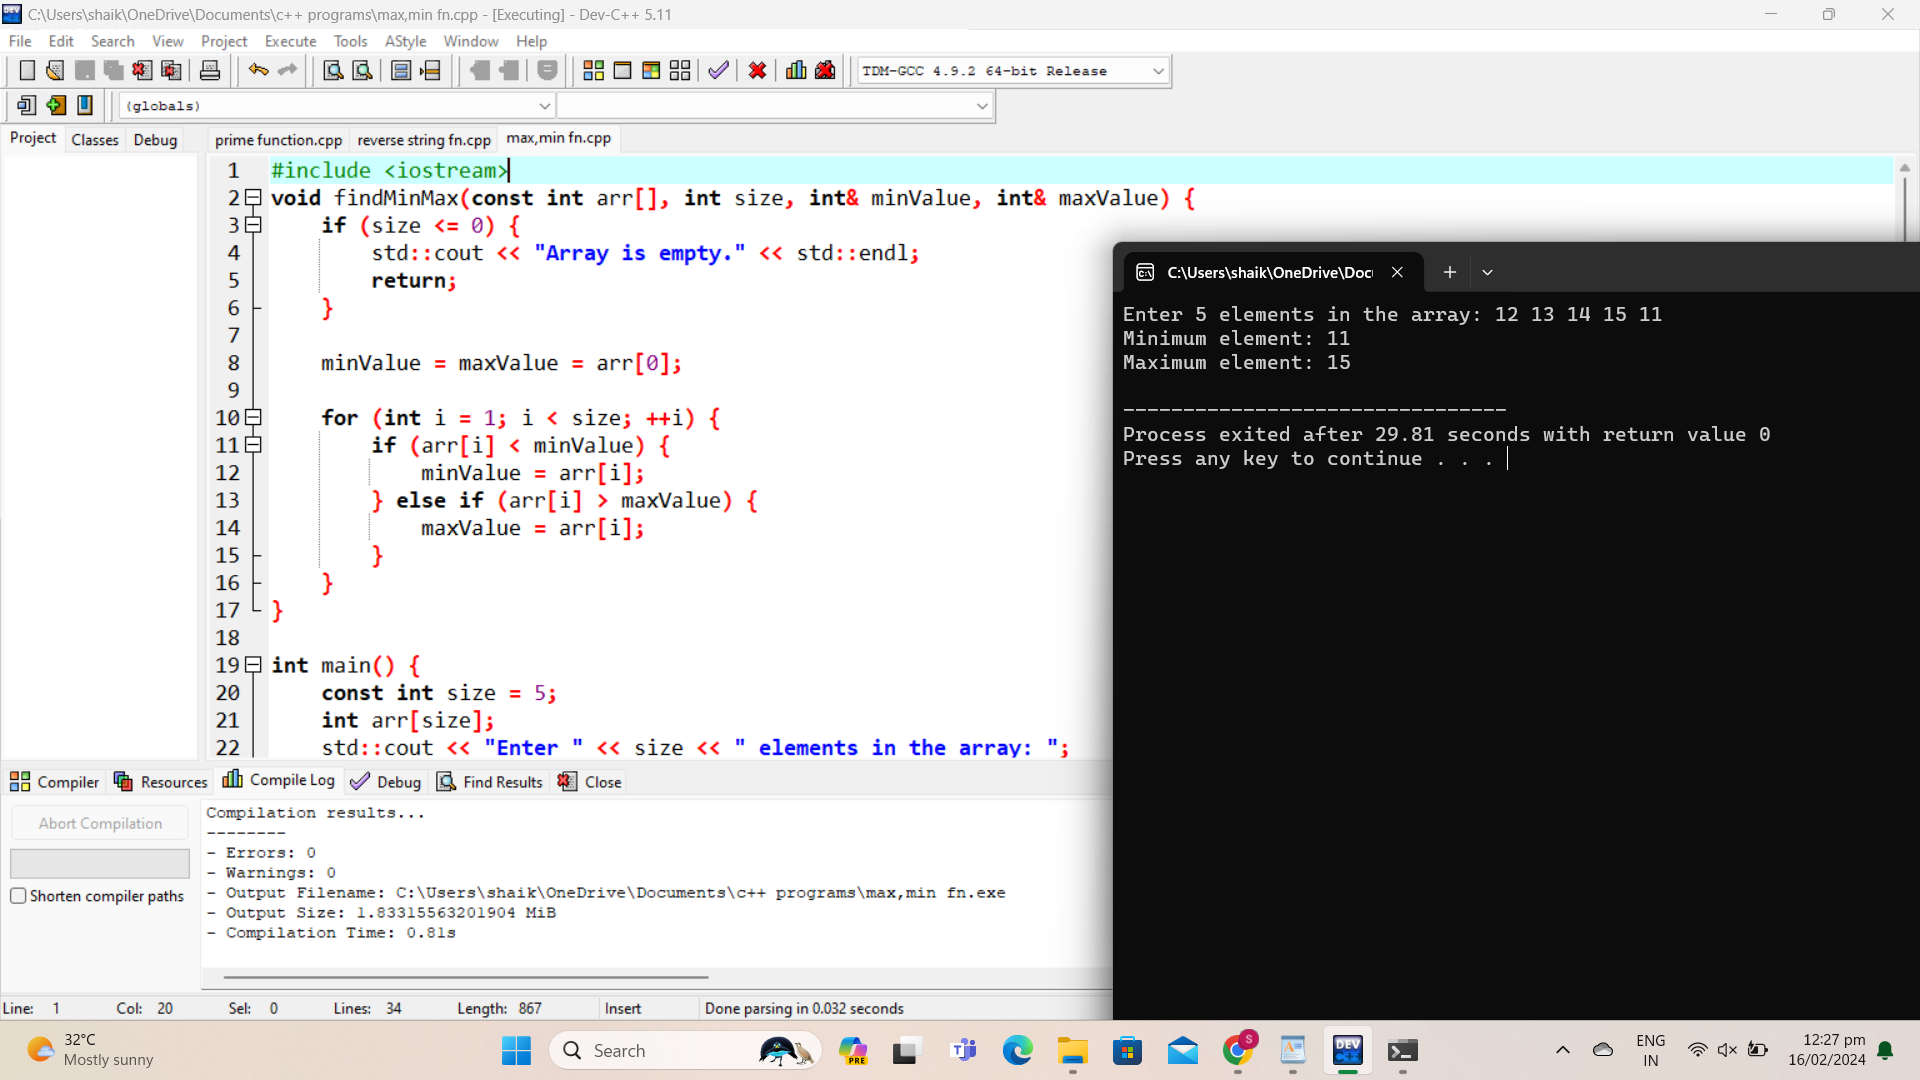 C:\Users\shaik\OneDrive\Documents\c++ programs\max,min fn.cpp - [Executing] - Dev-C++ 5.11
File Edit Search View Project Execute Tools AStyle Window Help
TDM-GCC 4.9.2 64-bit Release
(globals)
Project Classes Debug
prime function.cpp reverse string fn.cpp max,min fn.cpp
1 #include <iostream>
2 void findMinMax(const int arr[], int size, int& minValue, int& maxValue) {
3 if (size <= 0) {
4 std::cout << "Array is empty." << std::endl;
5 return;
6 }
7
8 minValue = maxValue = arr[0];
9
10 for (int i = 1; i < size; ++i) {
11 if (arr[i] < minValue) {
12 minValue = arr[i];
13 } else if (arr[i] > maxValue) {
14 maxValue = arr[i];
15 }
16 }
17 }
18
19 int main() {
20 const int size = 5;
21 int arr[size];
22 std::cout << "Enter " << size << " elements in the array: ";
C:\Users\shaik\OneDrive\Doc
Enter 5 elements in the array: 12 13 14 15 11
Minimum element: 11
Maximum element: 15
--------------------------------
Process exited after 29.81 seconds with return value 0
Press any key to continue . . .
Compiler Resources Compile Log Debug Find Results Close
Abort Compilation
Shorten compiler paths
Compilation results...
--------
- Errors: 0
- Warnings: 0
- Output Filename: C:\Users\shaik\OneDrive\Documents\c++ programs\max,min fn.exe
- Output Size: 1.83315563201904 MiB
- Compilation Time: 0.81s
Line: 1 Col: 20 Sel: 0 Lines: 34 Length: 867 Insert Done parsing in 0.032 seconds
32°C
Mostly sunny
Search
PRE
S
DEV
C++
ENG
IN
12:27 pm
16/02/2024